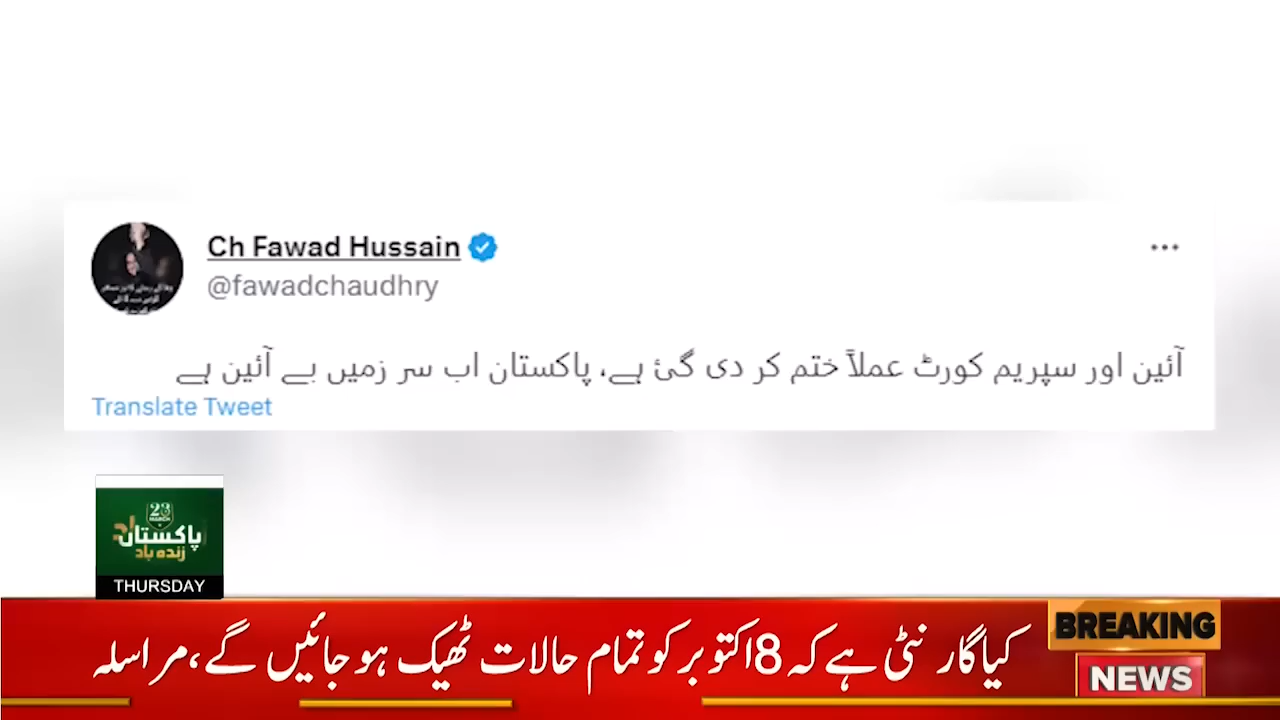 Ch Fawad Hussain
@fawadchaudhry
آئین اور سپریم کورٹ عملاً ختم کر دی گئ ہے، پاکستان اب سر زمیں بے آئین ہے
Translate Tweet
23
MARCH
پاکستان
زندہ باد
THURSDAY
کیا گارنٹی ہے کہ 8 اکتوبر کو تمام حالات ٹھیک ہو جائیں گے، مراسلہ
BREAKING
NEWS